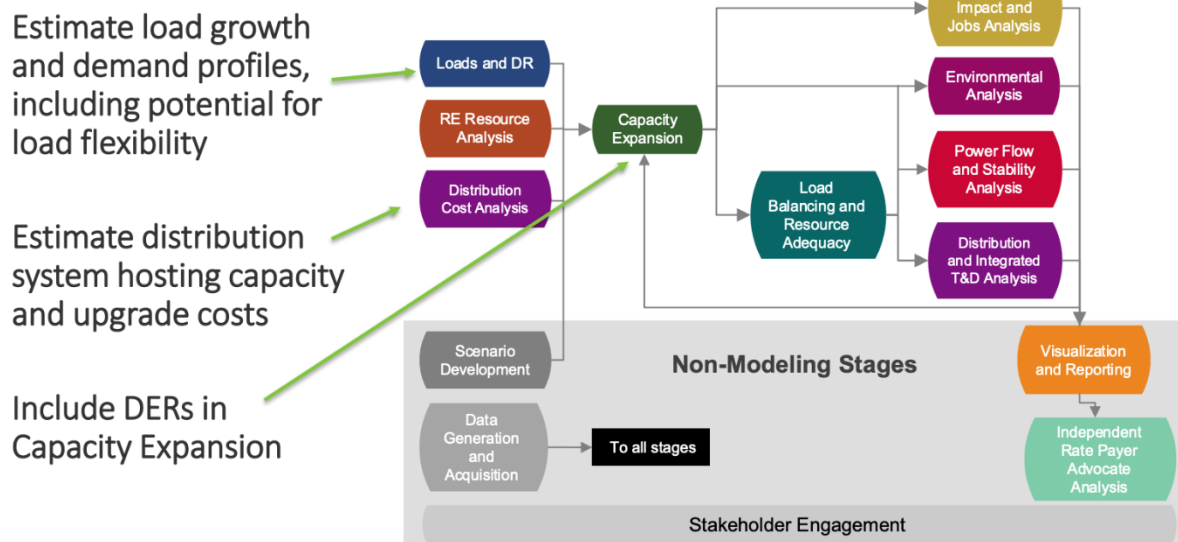 Estimate load growth
and demand profiles,
including potential for
load flexibility
Estimate distribution
system hosting capacity
and upgrade costs
Include DERs in
Capacity Expansion
Loads and DR
RE Resource
Analysis
Distribution
Cost Analysis
Capacity
Expansion
Load
Balancing and
Resource
Adequacy
Impact and
Jobs Analysis
Environmental
Analysis
Power Flow
and Stability
Analysis
Distribution
and Integrated
T&D Analysis
Scenario
Development
Non-Modeling Stages
Visualization
and Reporting
Data
Generation
and
Acquisition
To all stages
Independent
Rate Payer
Advocate
Analysis
Stakeholder Engagement